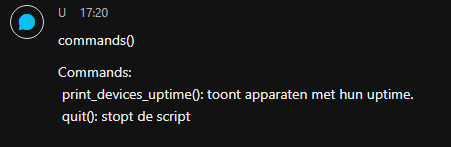 U 17:20
commands()
Commands:
print_devices_uptime(): toont apparaten met hun uptime.
quit(): stopt de script